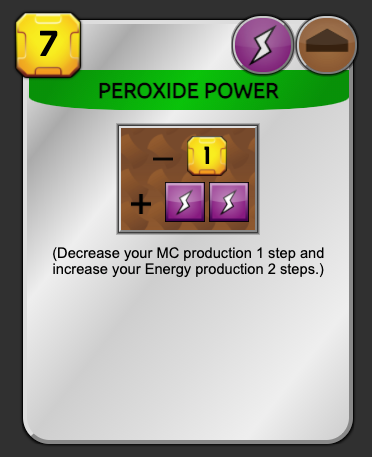 7
PEROXIDE POWER
− 1
+
(Decrease your MC production 1 step and
increase your Energy production 2 steps.)